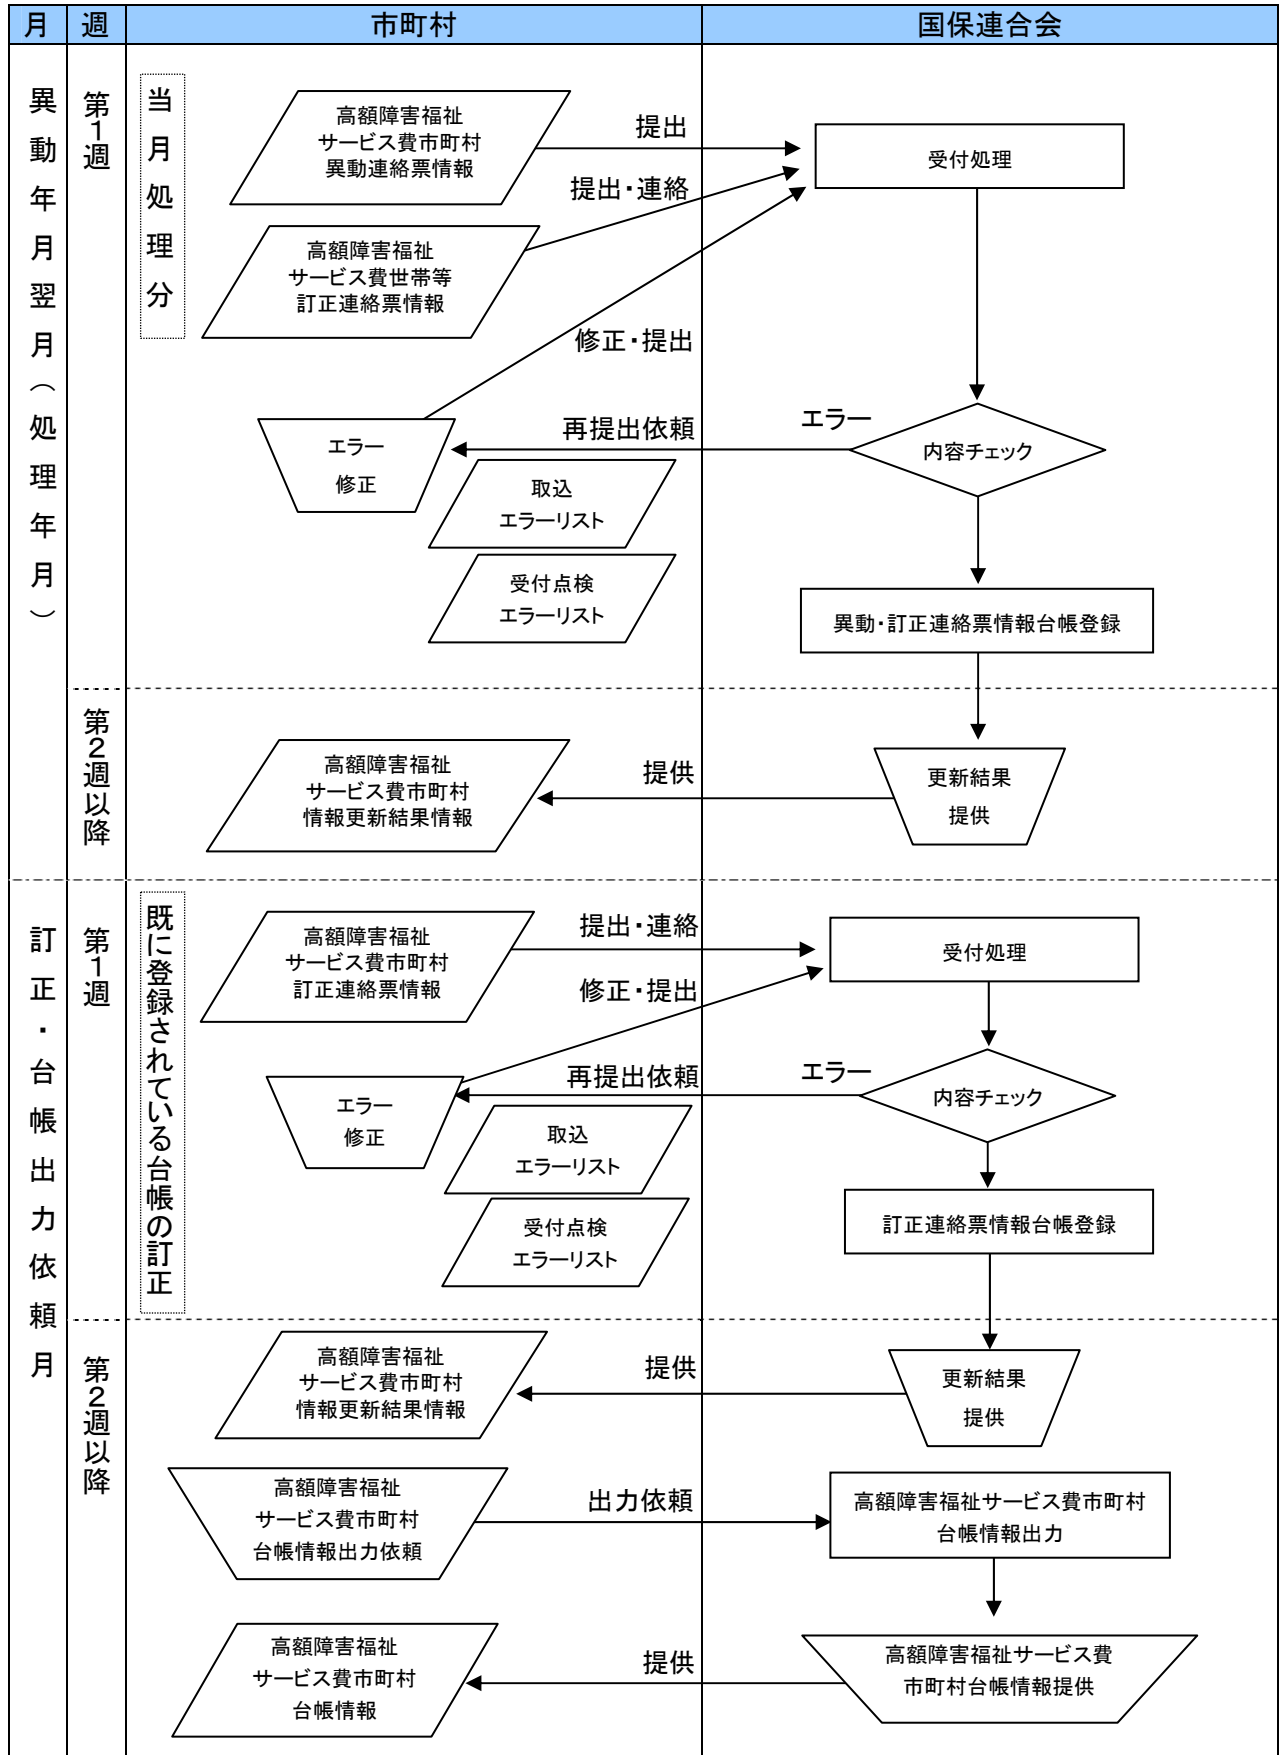 月 週 市町村 国保連合会
異動年月翌月（処理年月）
第1週
当月処理分
高額障害福祉
サービス費市町村
異動連絡票情報
提出
受付処理
提出・連絡
高額障害福祉
サービス費世帯等
訂正連絡票情報
修正・提出
エラー
修正
再提出依頼
エラー
内容チェック
取込
エラーリスト
受付点検
エラーリスト
異動・訂正連絡票情報台帳登録
第2週以降
高額障害福祉
サービス費市町村
情報更新結果情報
提供
更新結果
提供
訂正・台帳出力依頼月
第1週
既に登録されている台帳の訂正
高額障害福祉
サービス費市町村
訂正連絡票情報
提出・連絡
受付処理
修正・提出
エラー
修正
再提出依頼
エラー
内容チェック
取込
エラーリスト
受付点検
エラーリスト
訂正連絡票情報台帳登録
第2週以降
高額障害福祉
サービス費市町村
情報更新結果情報
提供
更新結果
提供
高額障害福祉
サービス費市町村
台帳情報出力依頼
出力依頼
高額障害福祉サービス費市町村
台帳情報出力
高額障害福祉
サービス費市町村
台帳情報
提供
高額障害福祉サービス費
市町村台帳情報提供